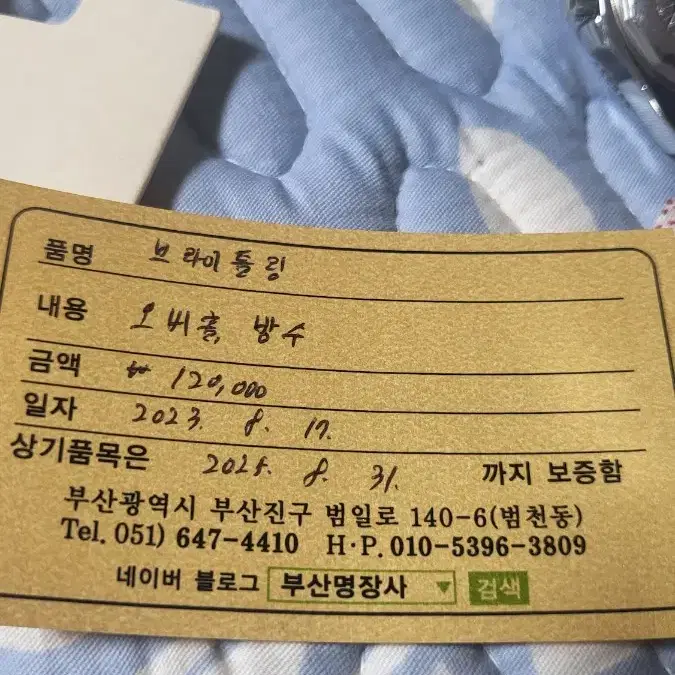 품명 브라이틀링
내용 오버홀, 방수
금액 ₩ 120,000
일자 2023. 8. 17.
상기품목은 2025. 8. 31. 까지 보증함
부산광역시 부산진구 범일로 140-6(범천동)
Tel. 051) 647-4410 H·P. 010-5396-3809
네이버 블로그 부산명장사 ▼ 검색